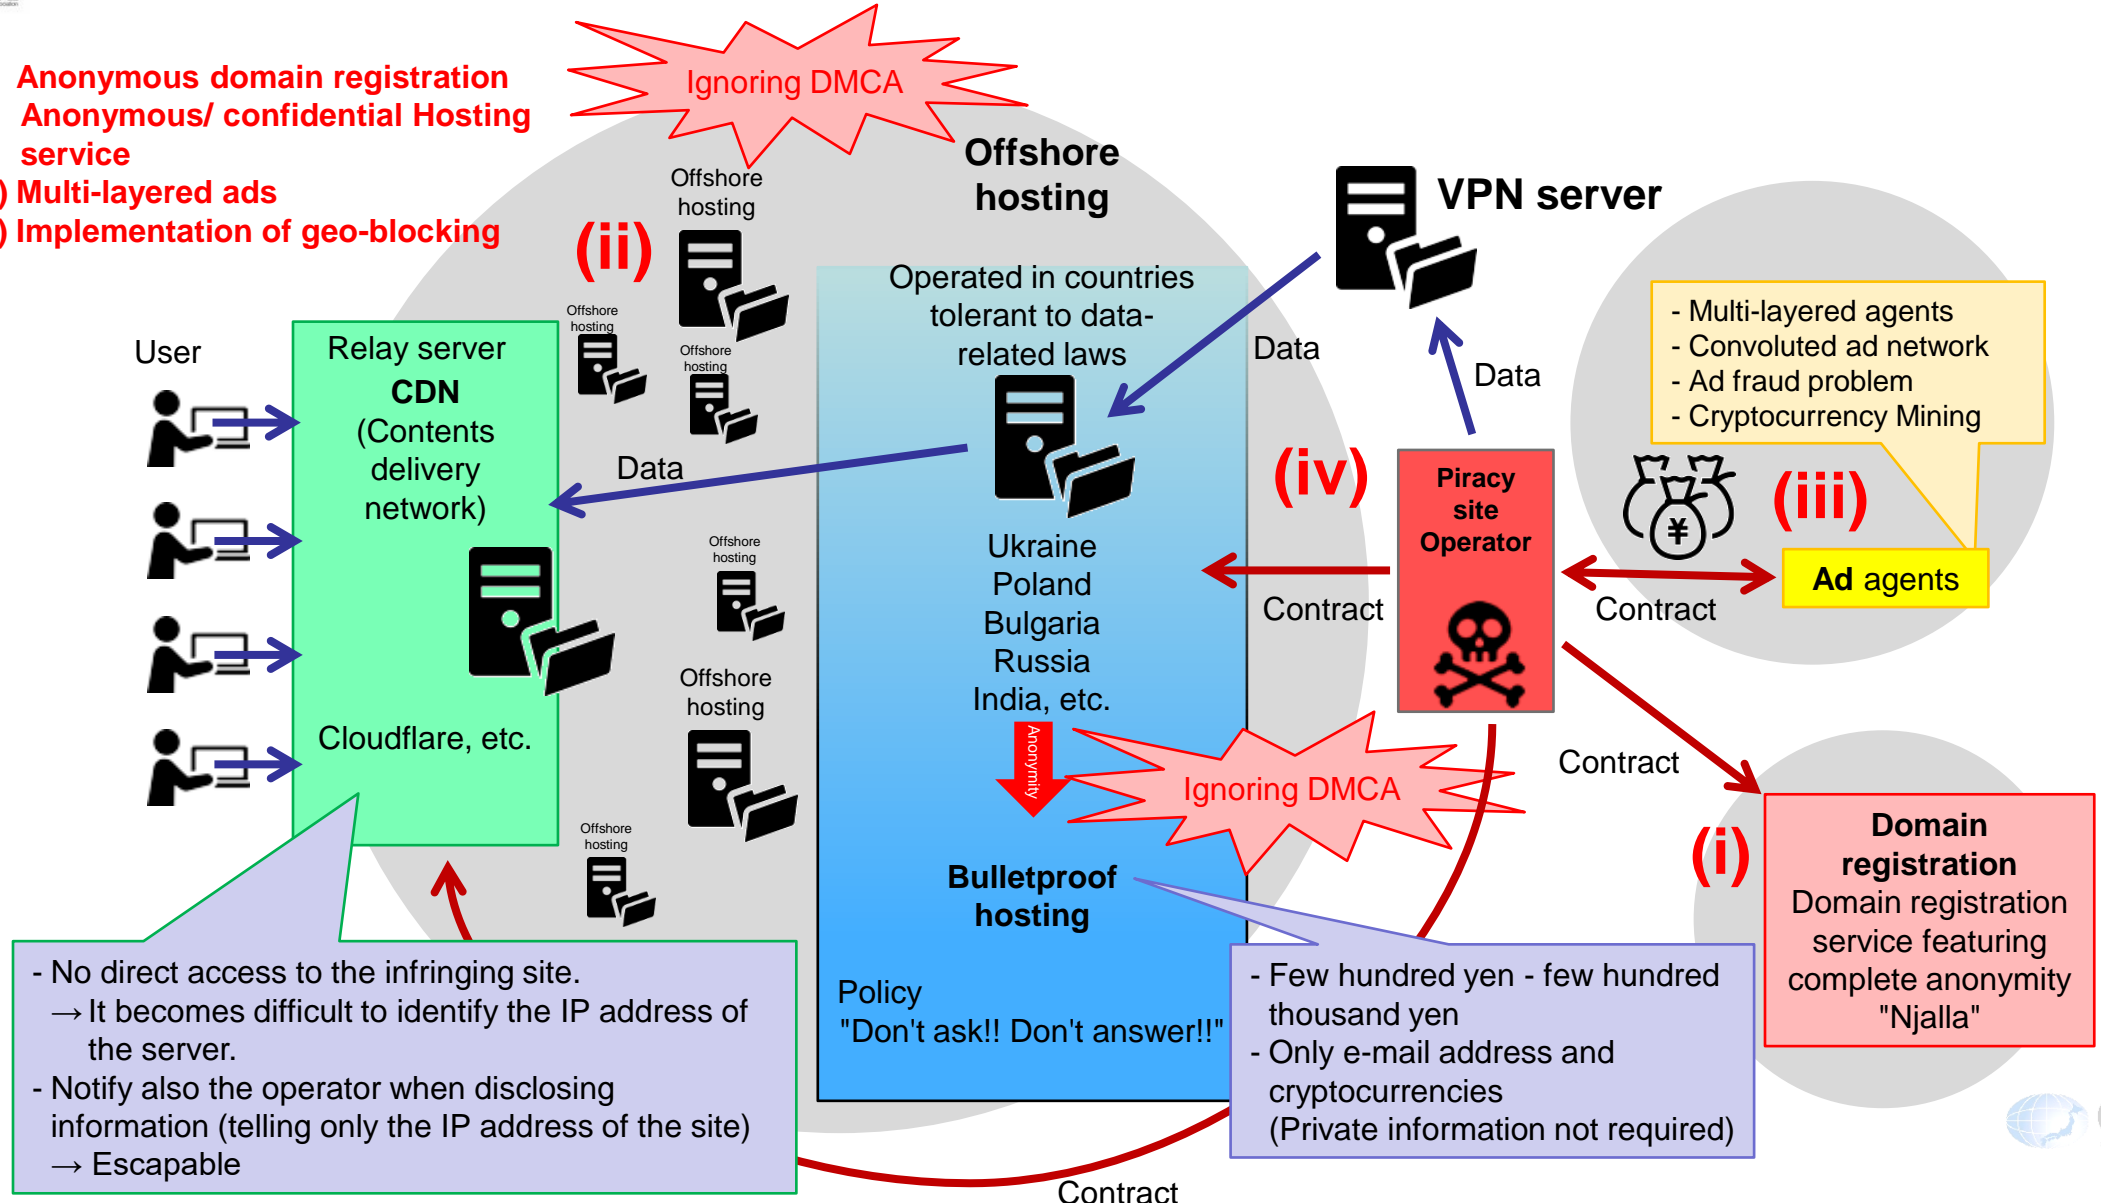 Anonymous domain registration
Anonymous/ confidential Hosting
service
) Multi-layered ads
) Implementation of geo-blocking
Ignoring DMCA
Offshore
hosting
Offshore
hosting
(ii)
VPN server
Operated in countries
tolerant to data-
related laws
Offshore
hosting
Offshore
hosting
- Multi-layered agents
- Convoluted ad network
- Ad fraud problem
- Cryptocurrency Mining
User
Relay server
CDN
(Contents
delivery
network)
Data
Data
Data
(iv)
Piracy
site
Operator
¥
(iii)
Ad agents
Contract
Contract
Ukraine
Poland
Bulgaria
Russia
India, etc.
Offshore
hosting
Offshore
hosting
Cloudflare, etc.
Anonymity
Ignoring DMCA
Contract
Offshore
hosting
(i)
Domain
registration
Domain registration
service featuring
complete anonymity
"Njalla"
Bulletproof
hosting
Policy
"Don't ask!! Don't answer!!"
- No direct access to the infringing site.
→ It becomes difficult to identify the IP address of
the server.
- Notify also the operator when disclosing
information (telling only the IP address of the site)
→ Escapable
- Few hundred yen - few hundred
thousand yen
- Only e-mail address and
cryptocurrencies
(Private information not required)
Contract